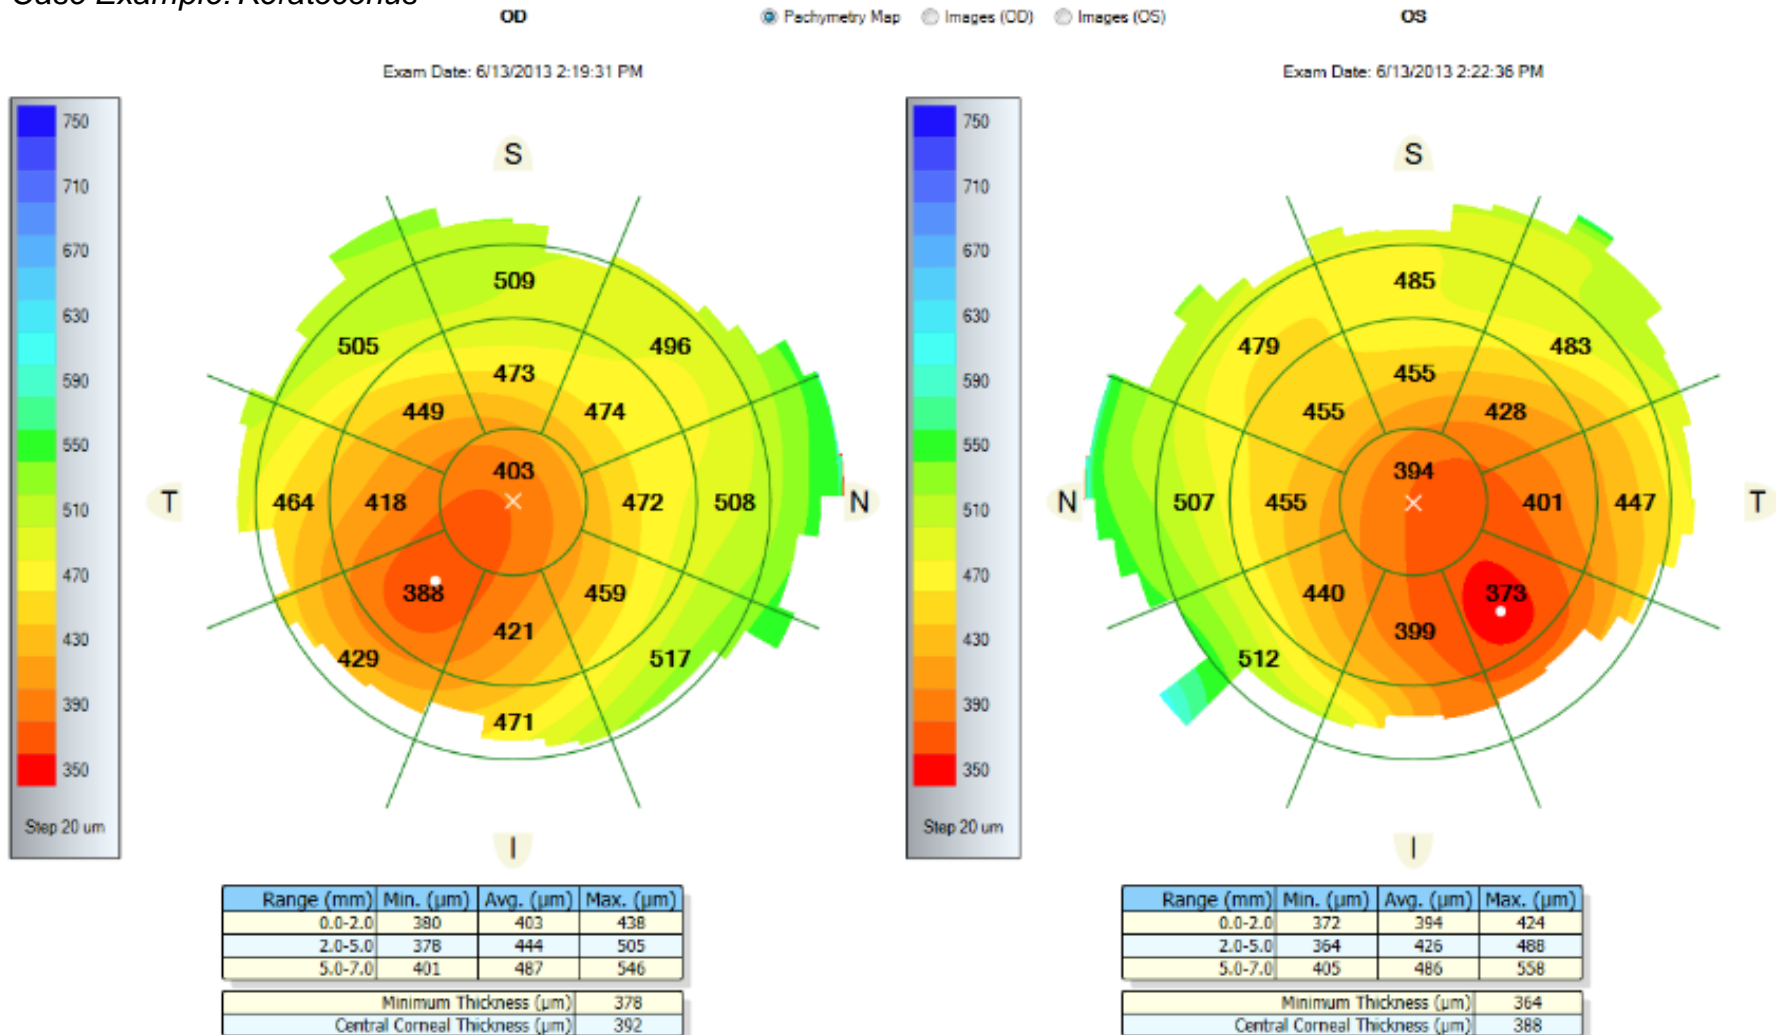 Case Example: Keratoconus
OD
Pachymetry Map Images (OD) Images (OS)
OS
Exam Date: 6/13/2013 2:19:31 PM
Exam Date: 6/13/2013 2:22:36 PM
750
710
670
630
590
550
510
470
430
390
350
Step 20 um
S
509
505 496
473
449 474
403
T 464 418 472 508 N
388 459
421
429 517
471
I
750
710
670
630
590
550
510
470
430
390
350
Step 20 um
S
485
479 483
455
455 428
394
N 507 455 401 447 T
440 373
399
512
I
Range (mm) Min. (µm) Avg. (µm) Max. (µm)
0.0-2.0 380 403 438
2.0-5.0 378 444 505
5.0-7.0 401 487 546
Minimum Thickness (µm) 378
Central Corneal Thickness (µm) 392
Range (mm) Min. (µm) Avg. (µm) Max. (µm)
0.0-2.0 372 394 424
2.0-5.0 364 426 488
5.0-7.0 405 486 558
Minimum Thickness (µm) 364
Central Corneal Thickness (µm) 388